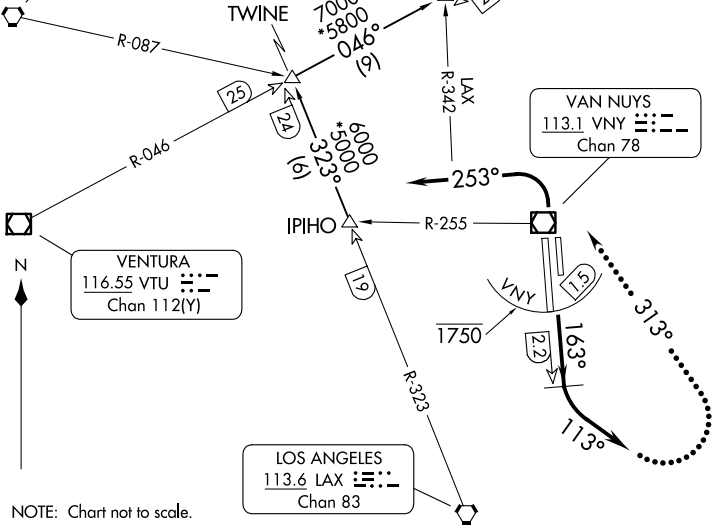 TWINE
7000
*5800
046°
(9)
R-087
LAX
R-342
25
24
R-046
6000
*5000
323°
(6)
VAN NUYS
113.1 VNY
Chan 78
253°
IPIHO
R-255
VENTURA
116.55 VTU
Chan 112(Y)
N
19
VNY
1.5
1750
2.2
163°
313°
113°
R-323
LOS ANGELES
113.6 LAX
Chan 83
NOTE: Chart not to scale.